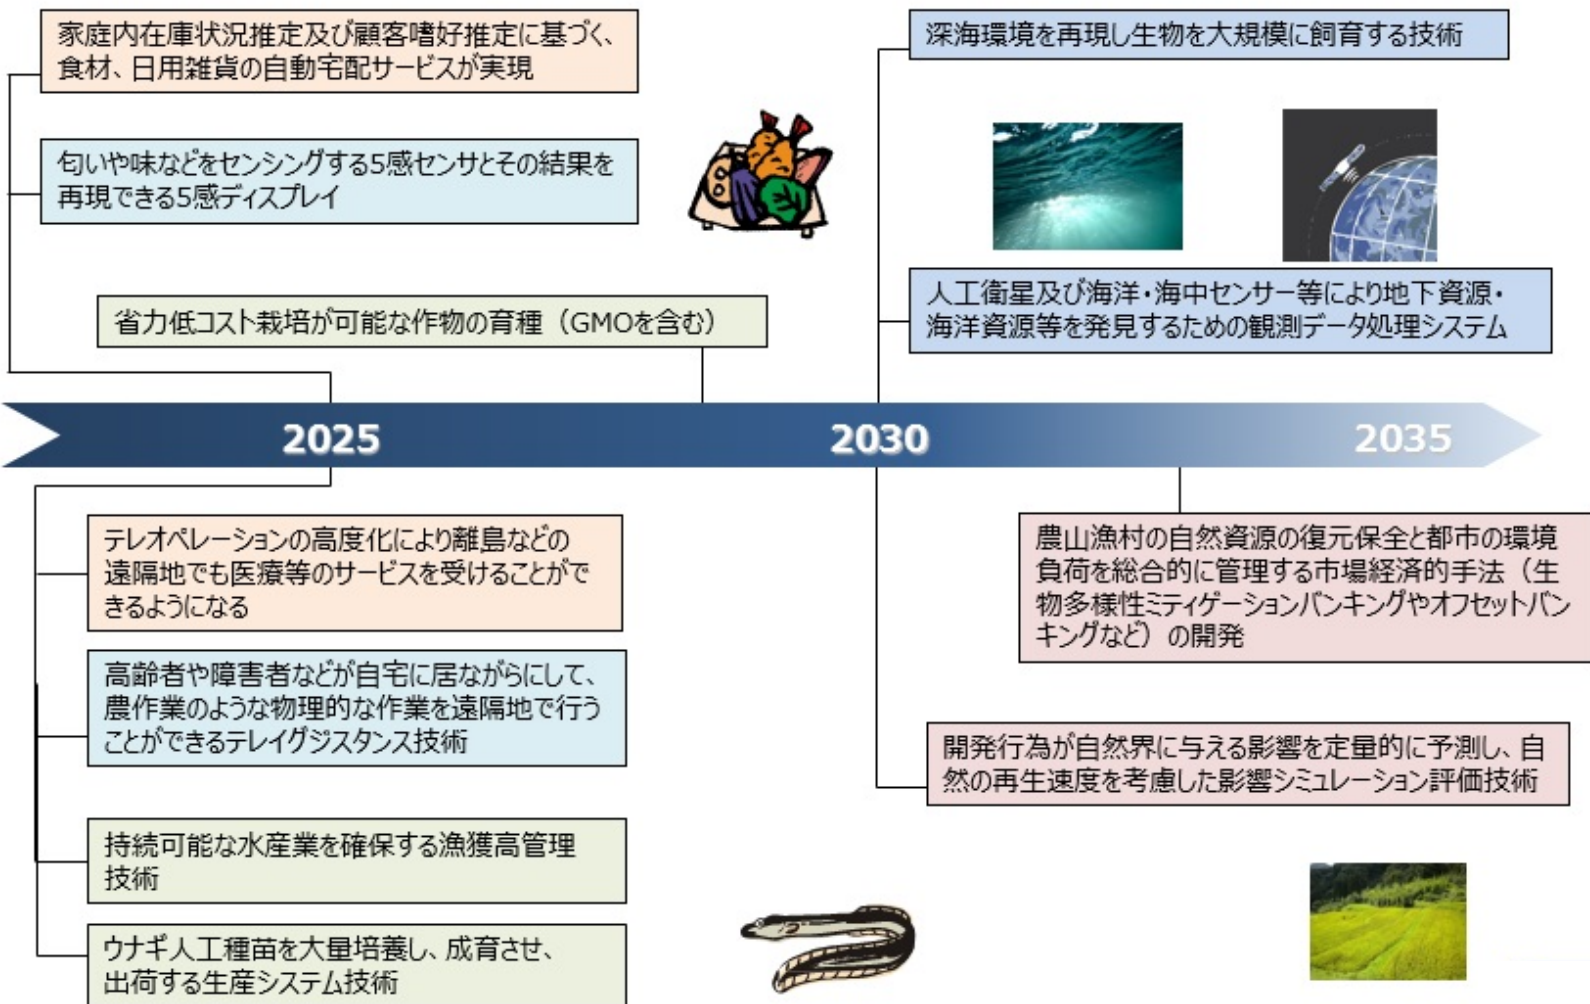 家庭内在庫状況推定及び顧客嗜好推定に基づく、
食材、日用雑貨の自動宅配サービスが実現
匂いや味などをセンシングする5感センサとその結果を
再現できる5感ディスプレイ
省力低コスト栽培が可能な作物の育種（GMOを含む）
深海環境を再現し生物を大規模に飼育する技術
人工衛星及び海洋・海中センサー等により地下資源・
海洋資源等を発見するための観測データ処理システム
2025
2030
2035
テレオペレーションの高度化により離島などの
遠隔地でも医療等のサービスを受けることがで
きるようになる
高齢者や障害者などが自宅に居ながらにして、
農作業のような物理的な作業を遠隔地で行う
ことができるテレイグジスタンス技術
持続可能な水産業を確保する漁獲高管理
技術
ウナギ人工種苗を大量培養し、成育させ、
出荷する生産システム技術
農山漁村の自然資源の復元保全と都市の環境
負荷を総合的に管理する市場経済的手法（生
物多様性ミティゲーションバンキングやオフセットバン
キングなど）の開発
開発行為が自然界に与える影響を定量的に予測し、自
然の再生速度を考慮した影響シミュレーション評価技術